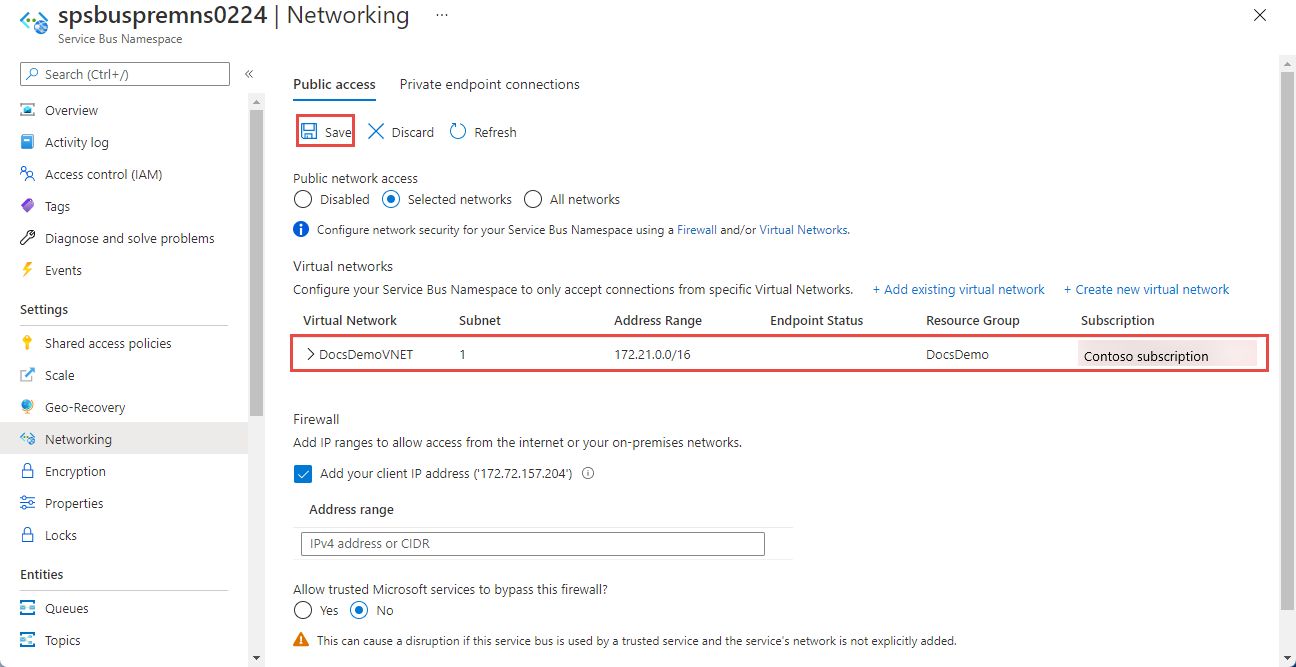 spsbuspremns0224 | Networking ...
Service Bus Namespace
Search (Ctrl+/)
«
Overview
Activity log
Access control (IAM)
Tags
Diagnose and solve problems
Events
Settings
Shared access policies
Scale
Geo-Recovery
Networking
Encryption
Properties
Locks
Entities
Queues
Topics
Public access Private endpoint connections
Save Discard Refresh
Public network access
Disabled Selected networks All networks
Configure network security for your Service Bus Namespace using a Firewall and/or Virtual Networks.
Virtual networks
Configure your Service Bus Namespace to only accept connections from specific Virtual Networks. + Add existing virtual network + Create new virtual network
Virtual Network Subnet Address Range Endpoint Status Resource Group Subscription
DocsDemoVNET 1 172.21.0.0/16 DocsDemo Contoso subscription
Firewall
Add IP ranges to allow access from the internet or your on-premises networks.
Add your client IP address ('172.72.157.204')
Address range
IPv4 address or CIDR
Allow trusted Microsoft services to bypass this firewall?
Yes No
This can cause a disruption if this service bus is used by a trusted service and the service's network is not explicitly added.